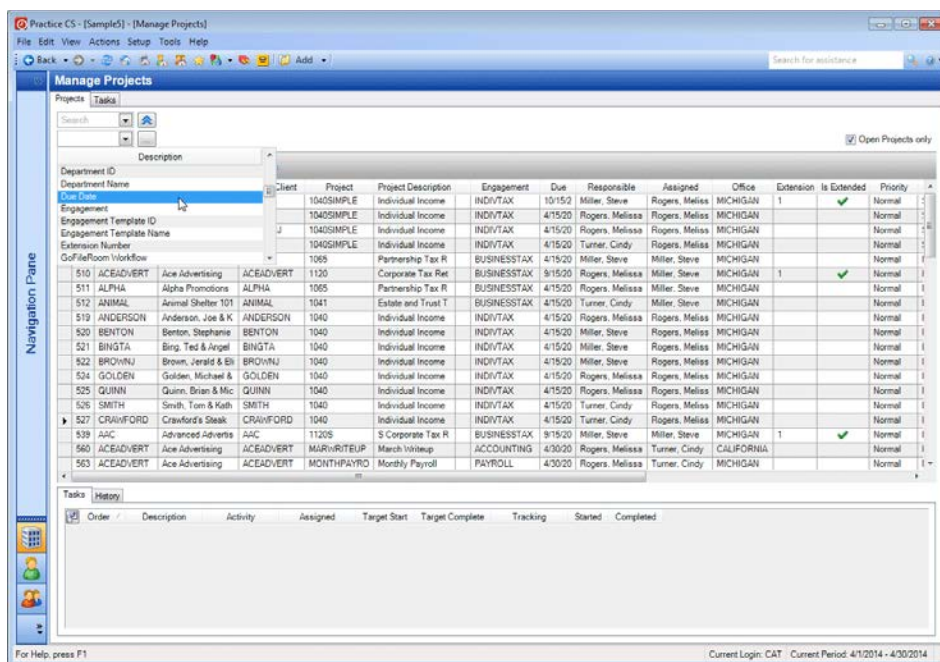 Practice CS - [Sample5] - [Manage Projects]
File Edit View Actions Setup Tools Help
Back Add Search for assistance
Manage Projects
Projects Tasks
Search
Open Projects only
Description
Department ID
Department Name
Due Date
Engagement
Engagement Template ID
Engagement Template Name
Extension Number
GoFileRoom Workflow
Client Project Project Description Engagement Due Responsible Assigned Office Extension Is Extended Priority
1040SIMPLE Individual Income INDIVTAX 10/15/2 Miller, Steve Rogers, Meliss MICHIGAN 1 Normal
1040SIMPLE Individual Income INDIVTAX 4/15/20 Rogers, Melissa Rogers, Meliss MICHIGAN Normal
J 1040SIMPLE Individual Income INDIVTAX 4/15/20 Rogers, Melissa Rogers, Meliss MICHIGAN Normal
1040SIMPLE Individual Income INDIVTAX 4/15/20 Rogers, Melissa Turner, Cindy MICHIGAN Normal
1065 Partnership Tax R BUSINESSTAX 4/15/20 Miller, Steve Miller, Steve MICHIGAN Normal
510 ACEADVERT Ace Advertising ACEADVERT 1120 Corporate Tax Ret BUSINESSTAX 9/15/20 Rogers, Melissa Miller, Steve MICHIGAN 1 Normal
511 ALPHA Alpha Promotions ALPHA 1065 Partnership Tax R BUSINESSTAX 4/15/20 Rogers, Melissa Miller, Steve MICHIGAN Normal
512 ANIMAL Animal Shelter 101 ANIMAL 1041 Estate and Trust T BUSINESSTAX 4/15/20 Rogers, Melissa Turner, Cindy MICHIGAN Normal
519 ANDERSON Anderson, Joe & K ANDERSON 1040 Individual Income INDIVTAX 4/15/20 Rogers, Melissa Rogers, Meliss MICHIGAN Normal
520 BENTON Benton, Stephanie BENTON 1040 Individual Income INDIVTAX 4/15/20 Miller, Steve Rogers, Meliss MICHIGAN Normal
521 BINGTA Bing, Ted & Angel BINGTA 1040 Individual Income INDIVTAX 4/15/20 Miller, Steve Rogers, Meliss MICHIGAN Normal
522 BROWNJ Brown, Jerald & Eli BROWNJ 1040 Individual Income INDIVTAX 4/15/20 Miller, Steve Rogers, Meliss MICHIGAN Normal
524 GOLDEN Golden, Michael & GOLDEN 1040 Individual Income INDIVTAX 4/15/20 Rogers, Melissa Rogers, Meliss MICHIGAN Normal
525 QUINN Quinn, Brian & Mic QUINN 1040 Individual Income INDIVTAX 4/15/20 Rogers, Melissa Rogers, Meliss MICHIGAN Normal
526 SMITH Smith, Tom & Kath SMITH 1040 Individual Income INDIVTAX 4/15/20 Turner, Cindy Rogers, Meliss MICHIGAN Normal
527 CRAWFORD Crawford's Steak CRAWFORD 1040 Individual Income INDIVTAX 4/15/20 Turner, Cindy Rogers, Meliss MICHIGAN Normal
539 AAC Advanced Advertis AAC 1120S S Corporate Tax R BUSINESSTAX 9/15/20 Miller, Steve Miller, Steve MICHIGAN 1 Normal
560 ACEADVERT Ace Advertising ACEADVERT MARWRITEUP March Writeup ACCOUNTING 4/30/20 Rogers, Melissa Turner, Cindy CALIFORNIA Normal
563 ACEADVERT Ace Advertising ACEADVERT MONTHPAYRO Monthly Payroll PAYROLL 4/30/20 Rogers, Melissa Turner, Cindy MICHIGAN Normal
Navigation Pane
Tasks History
Order Description Activity Assigned Target Start Target Complete Tracking Started Completed
For Help, press F1
Current Login: CAT Current Period: 4/1/2014 - 4/30/2014